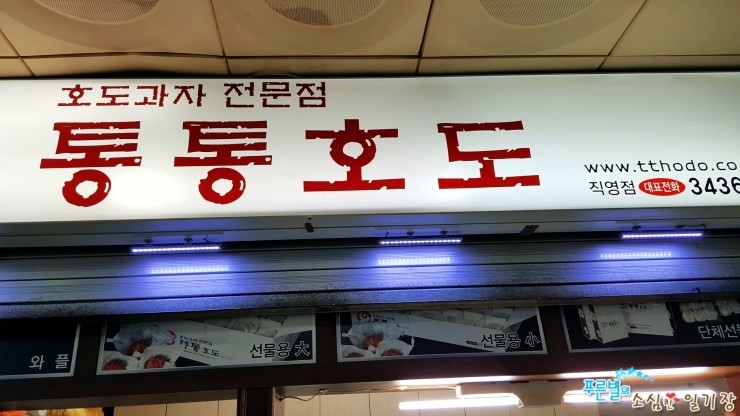 호도과자 전문점
통통호도
www.tthodo.co
직영점 대표전화 3436
와플
통통호도
선물용 大
선물용 小
단체선물
푸른별의 소심한 일기장